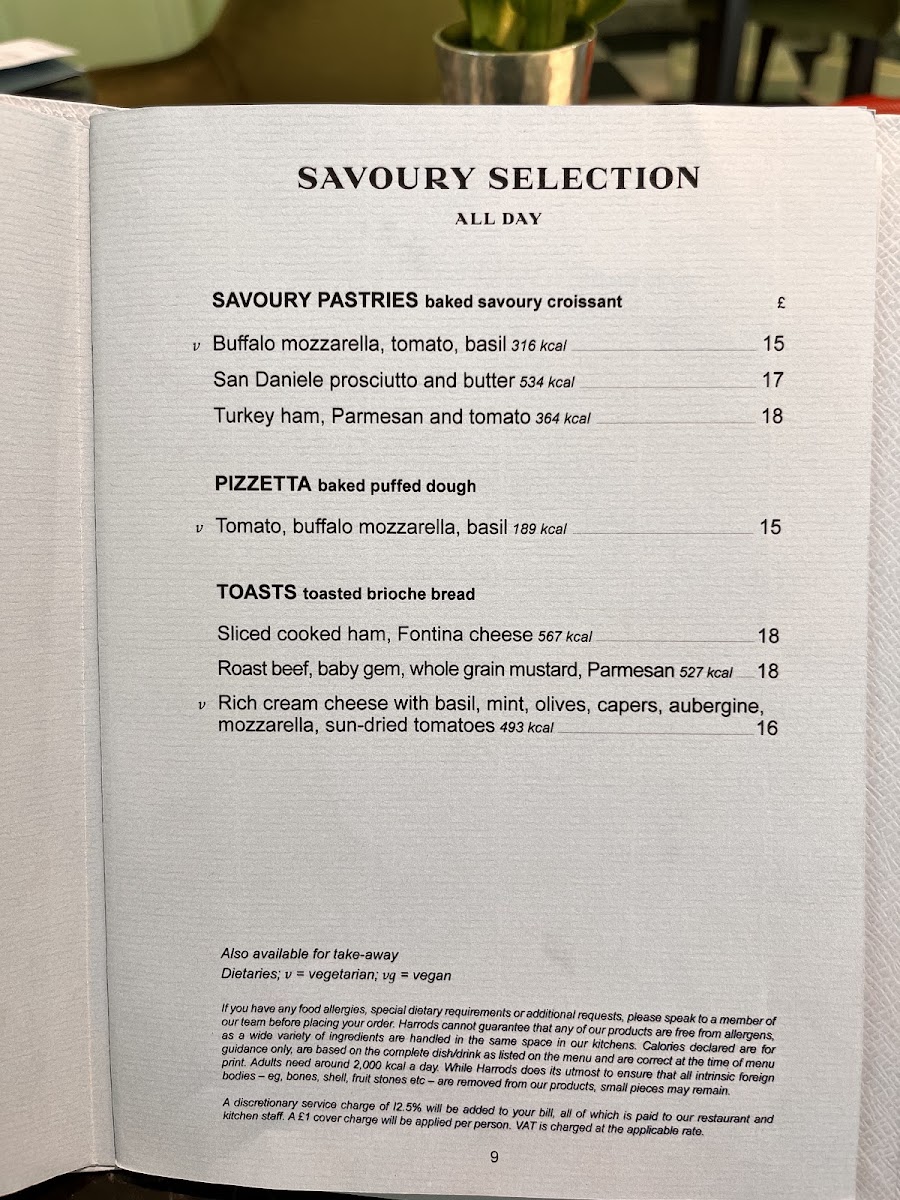 SAVOURY SELECTION
ALL DAY
SAVOURY PASTRIES baked savoury croissant £
v Buffalo mozzarella, tomato, basil 316 kcal 15
San Daniele prosciutto and butter 534 kcal 17
Turkey ham, Parmesan and tomato 364 kcal 18
PIZZETTA baked puffed dough
v Tomato, buffalo mozzarella, basil 189 kcal 15
TOASTS toasted brioche bread
Sliced cooked ham, Fontina cheese 567 kcal 18
Roast beef, baby gem, whole grain mustard, Parmesan 527 kcal 18
v Rich cream cheese with basil, mint, olives, capers, aubergine,
mozzarella, sun-dried tomatoes 493 kcal 16
Also available for take-away
Dietaries; v = vegetarian; vg = vegan
If you have any food allergies, special dietary requirements or additional requests, please speak to a member of
our team before placing your order. Harrods cannot guarantee that any of our products are free from allergens,
as a wide variety of ingredients are handled in the same space in our kitchens. Calories declared are for
guidance only, are based on the complete dish/drink as listed on the menu and are correct at the time of menu
print. Adults need around 2,000 kcal a day. While Harrods does its utmost to ensure that all intrinsic foreign
bodies – eg, bones, shell, fruit stones etc – are removed from our products, small pieces may remain.
A discretionary service charge of 12.5% will be added to your bill, all of which is paid to our restaurant and
kitchen staff. A £1 cover charge will be applied per person. VAT is charged at the applicable rate.
9